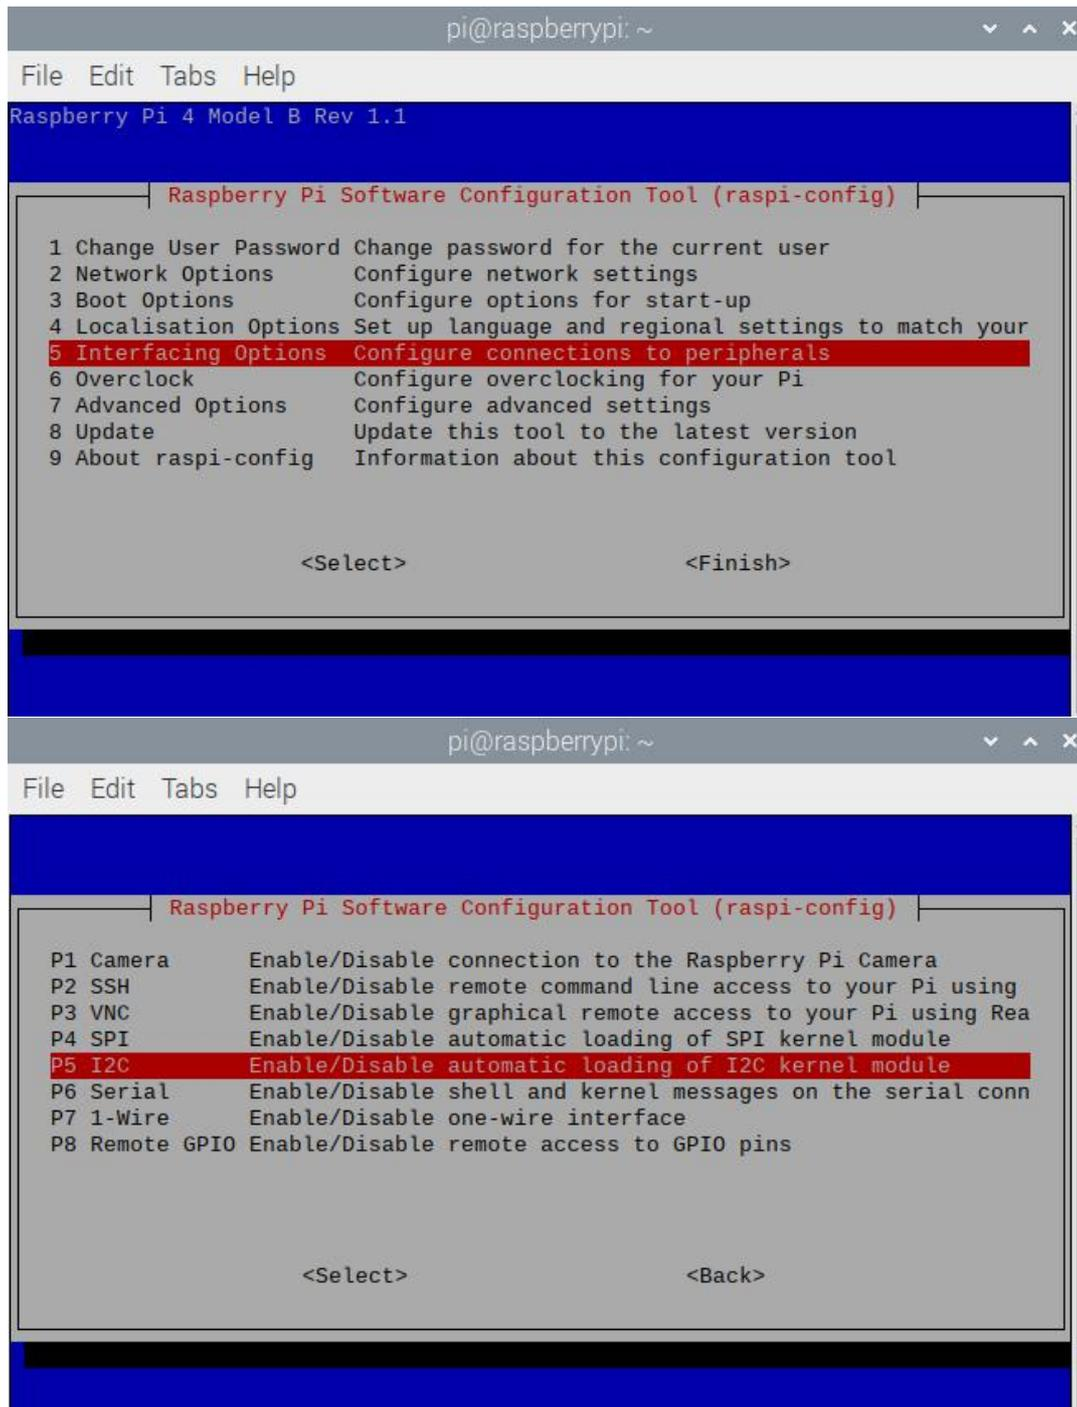 pi@raspberrypi: ~
File Edit Tabs Help
Raspberry Pi 4 Model B Rev 1.1
Raspberry Pi Software Configuration Tool (raspi-config)
1 Change User Password Change password for the current user
2 Network Options Configure network settings
3 Boot Options Configure options for start-up
4 Localisation Options Set up language and regional settings to match your
5 Interfacing Options Configure connections to peripherals
6 Overclock Configure overclocking for your Pi
7 Advanced Options Configure advanced settings
8 Update Update this tool to the latest version
9 About raspi-config Information about this configuration tool
<Select> <Finish>
pi@raspberrypi: ~
File Edit Tabs Help
Raspberry Pi Software Configuration Tool (raspi-config)
P1 Camera Enable/Disable connection to the Raspberry Pi Camera
P2 SSH Enable/Disable remote command line access to your Pi using
P3 VNC Enable/Disable graphical remote access to your Pi using Rea
P4 SPI Enable/Disable automatic loading of SPI kernel module
P5 I2C Enable/Disable automatic loading of I2C kernel module
P6 Serial Enable/Disable shell and kernel messages on the serial conn
P7 1-Wire Enable/Disable one-wire interface
P8 Remote GPIO Enable/Disable remote access to GPIO pins
<Select> <Back>